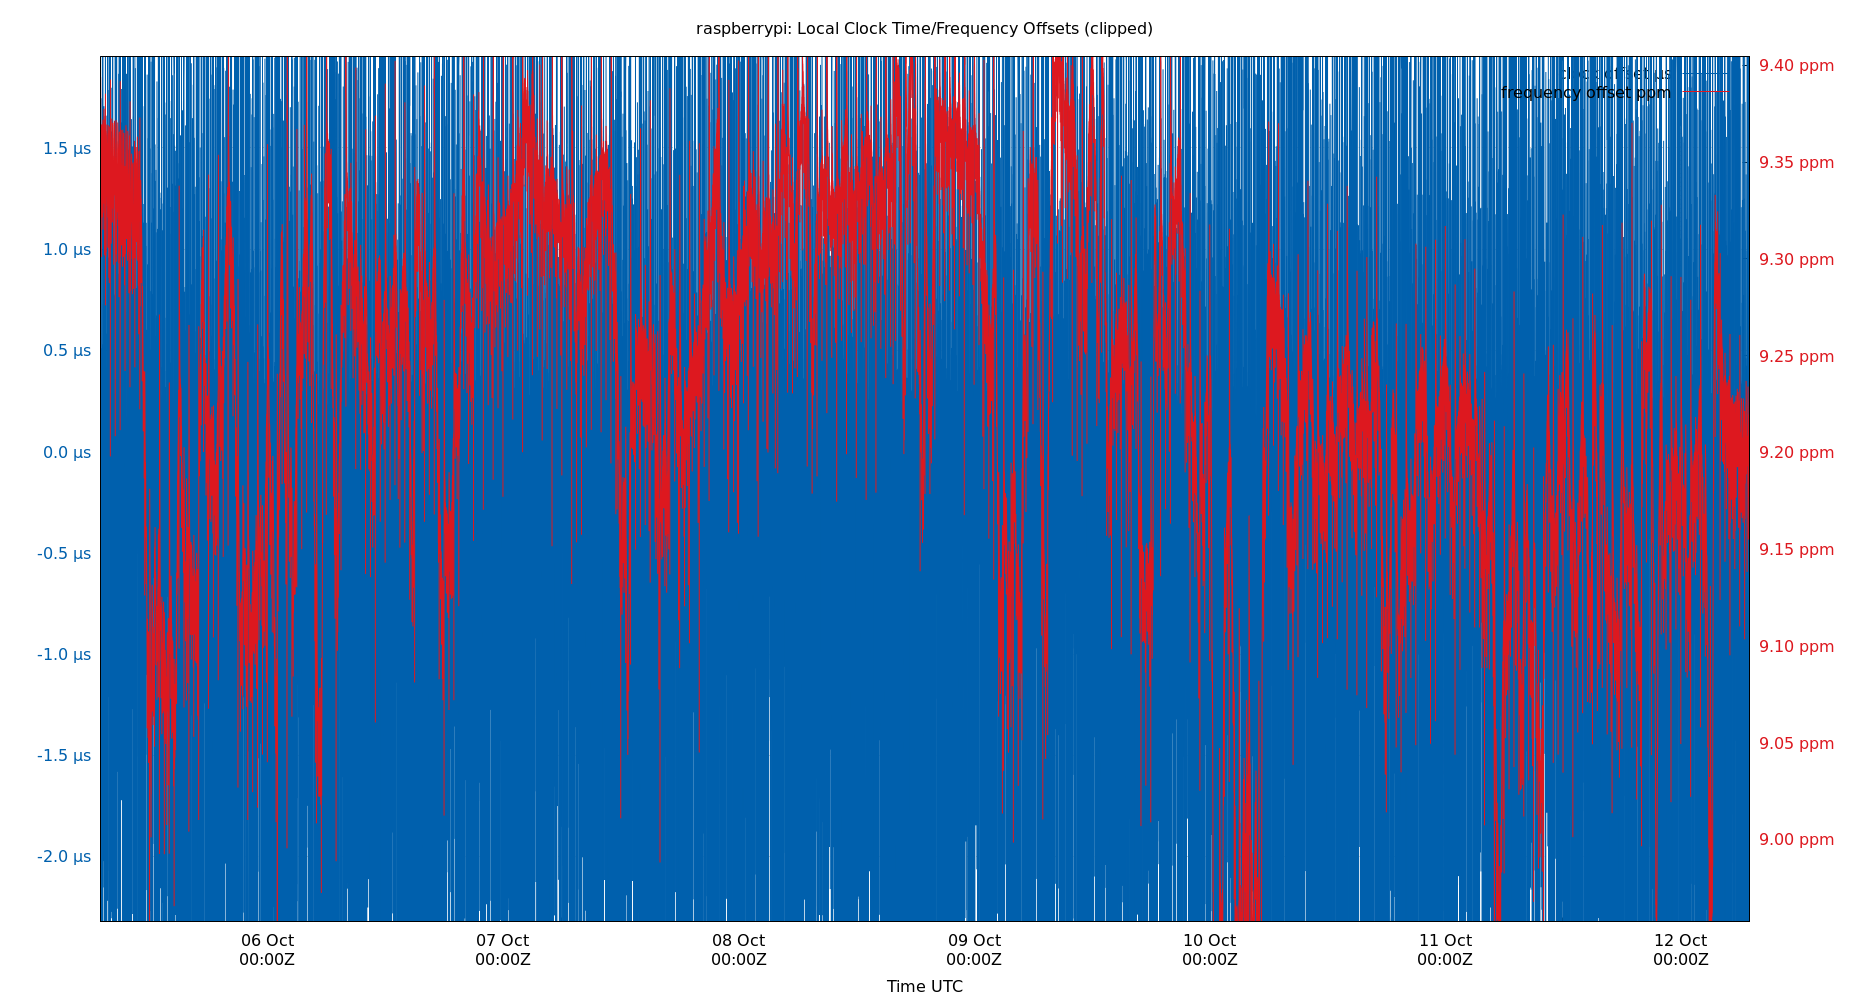 raspberrypi: Local Clock Time/Frequency Offsets (clipped)
clock offset µs
frequency offset ppm
1.5 µs
1.0 µs
0.5 µs
0.0 µs
-0.5 µs
-1.0 µs
-1.5 µs
-2.0 µs
9.40 ppm
9.35 ppm
9.30 ppm
9.25 ppm
9.20 ppm
9.15 ppm
9.10 ppm
9.05 ppm
9.00 ppm
06 Oct 07 Oct 08 Oct 09 Oct 10 Oct 11 Oct 12 Oct
00:00Z 00:00Z 00:00Z 00:00Z 00:00Z 00:00Z 00:00Z
Time UTC